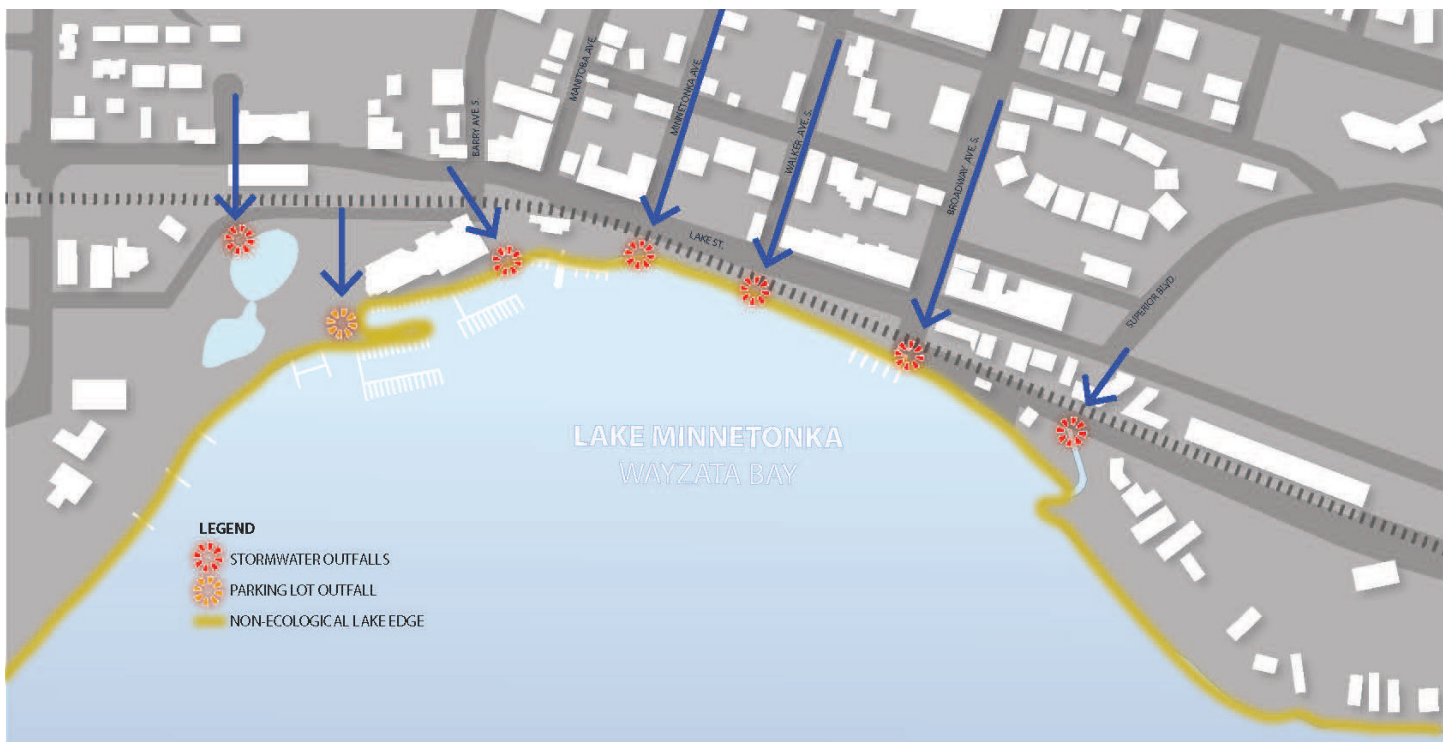 BARRY AVE. S.
MANITOBA AVE.
MINNETONKA AVE.
WALKER AVE. S.
BROADWAY AVE. S.
LAKE ST.
SUPERIOR BLVD.
LAKE MINNETONKA
WAYZATA BAY
LEGEND
STORMWATER OUTFALLS
PARKING LOT OUTFALL
NON-ECOLOGICAL LAKE EDGE